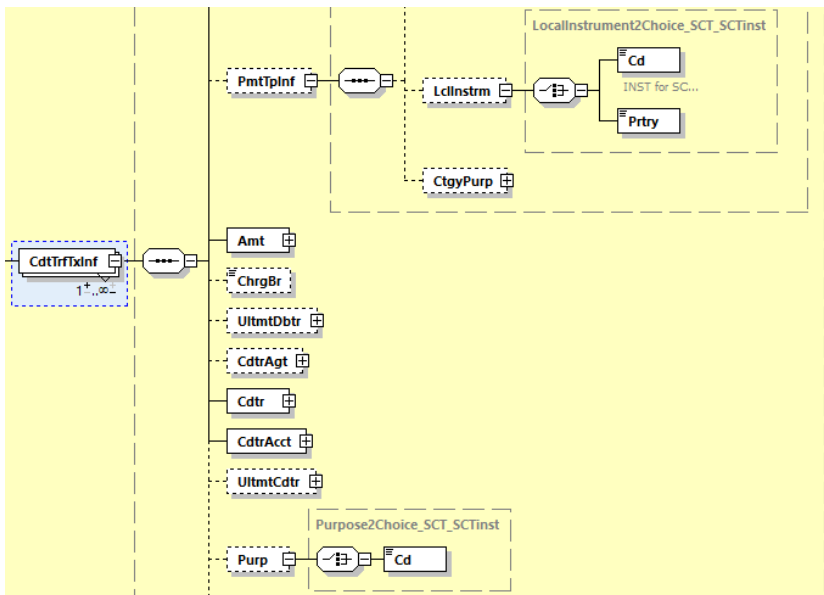 LocalInstrument2Choice_SCT_SCTinst
Cd
INST for SC...
PmtTpInf
LclInstrm
Prtry
CtgyPurp
Amt
CdtTrfTxInf
1..∞
ChrgBr
UltmtDbtr
CdtrAgt
Cdtr
CdtrAcct
UltmtCdtr
Purpose2Choice_SCT_SCTinst
Purp
Cd